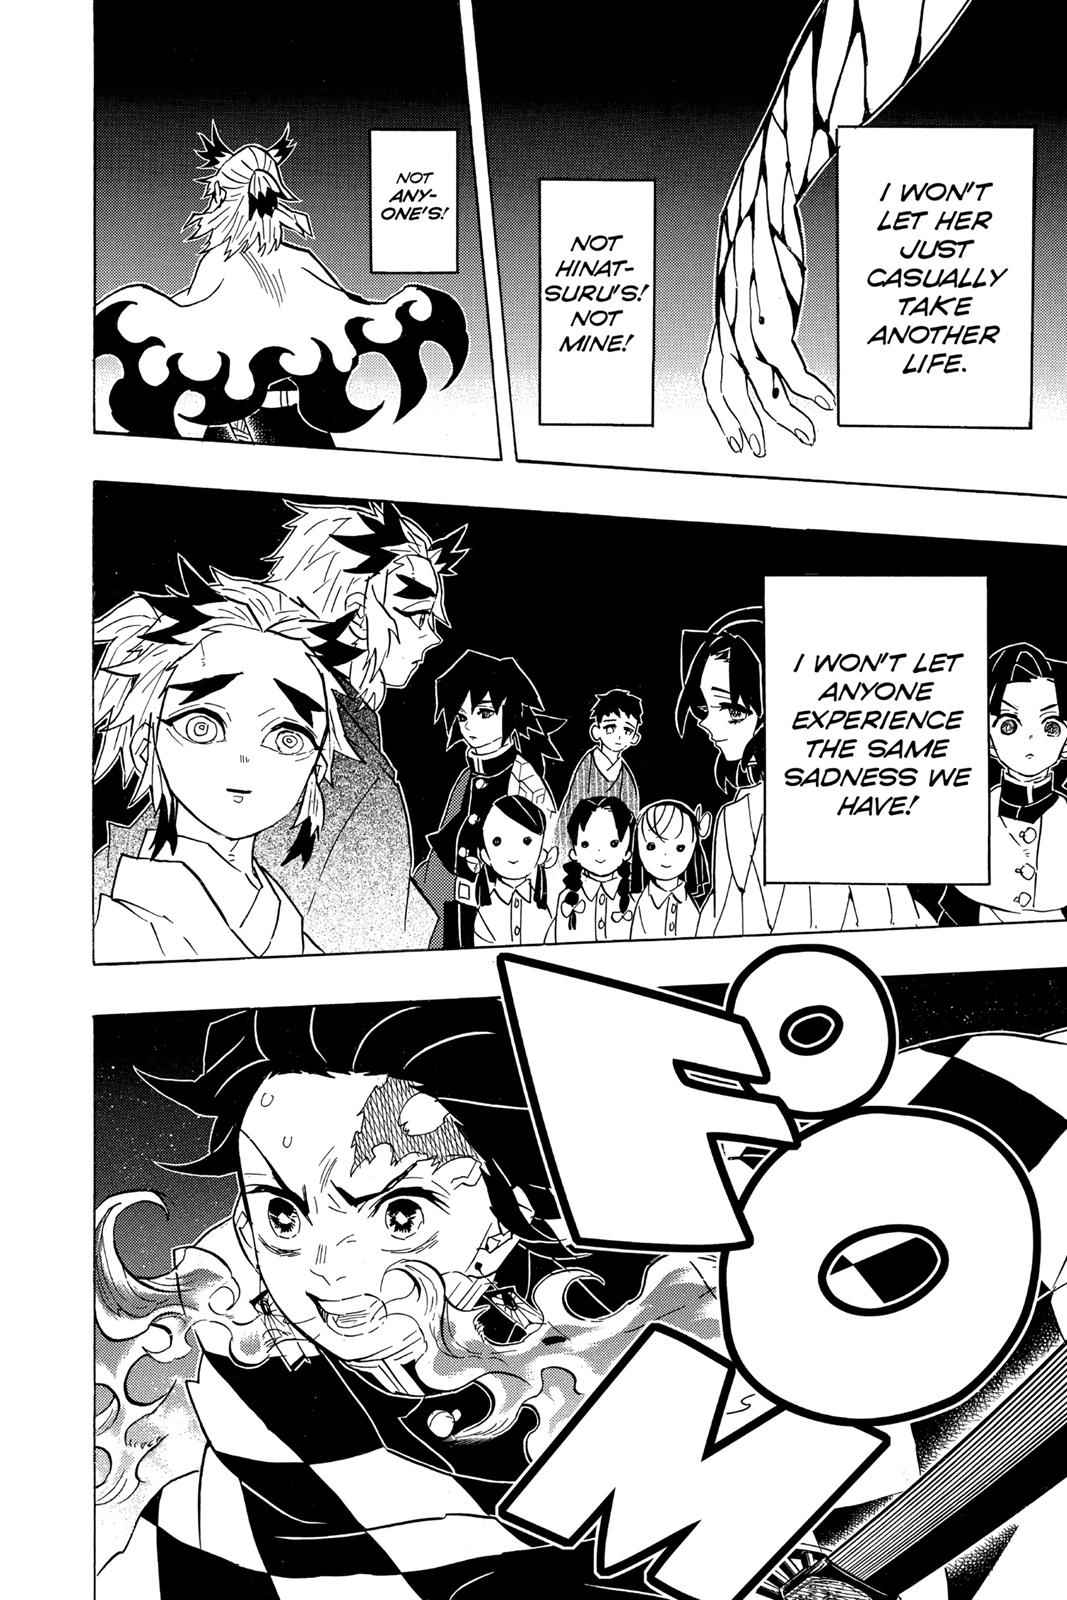 I WON'T
LET HER
JUST
CASUALLY
TAKE
ANOTHER
LIFE.
NOT
HINAT-
SURU'S!
NOT
MINE!
NOT
ANY-
ONE'S!
I WON'T LET
ANYONE
EXPERIENCE
THE SAME
SADNESS WE
HAVE!
FOOM